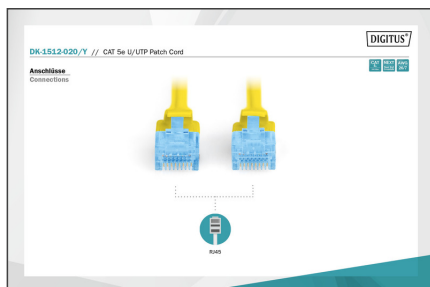 DIGITUS®
DK-1512-020/Y // CAT 5e U/UTP Patch Cord
Anschlüsse
Connections
RJ45